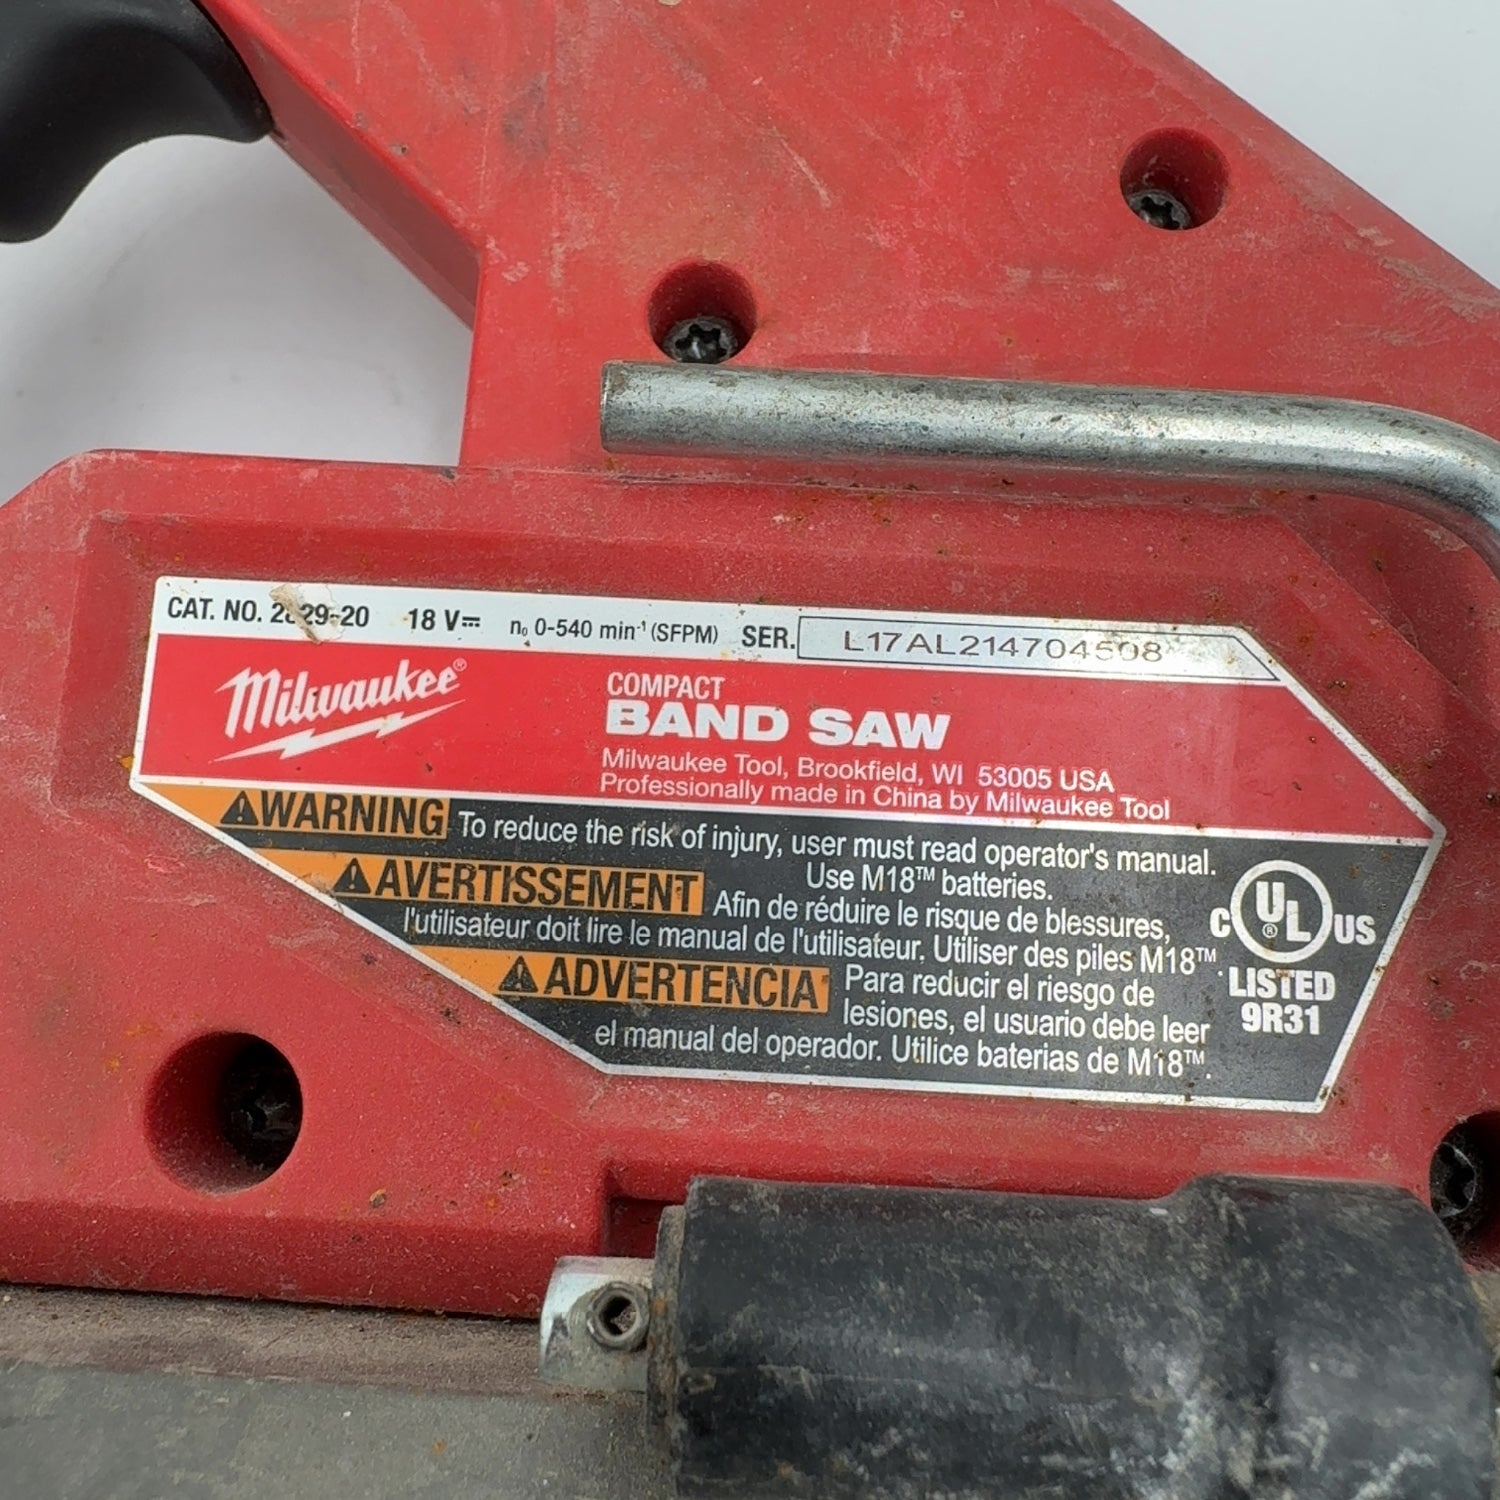 CAT. NO. 2829-20 18 V⎓ n₀ 0-540 min⁻¹ (SFPM) SER. L17AL214704508
Milwaukee®
COMPACT
BAND SAW
Milwaukee Tool, Brookfield, WI 53005 USA
Professionally made in China by Milwaukee Tool
⚠WARNING To reduce the risk of injury, user must read operator's manual.
Use M18™ batteries.
⚠AVERTISSEMENT Afin de réduire le risque de blessures,
l'utilisateur doit lire le manual de l'utilisateur. Utiliser des piles M18™.
⚠ADVERTENCIA Para reducir el riesgo de
lesiones, el usuario debe leer
el manual del operador. Utilice baterias de M18™.
C UL® US
LISTED
9R31